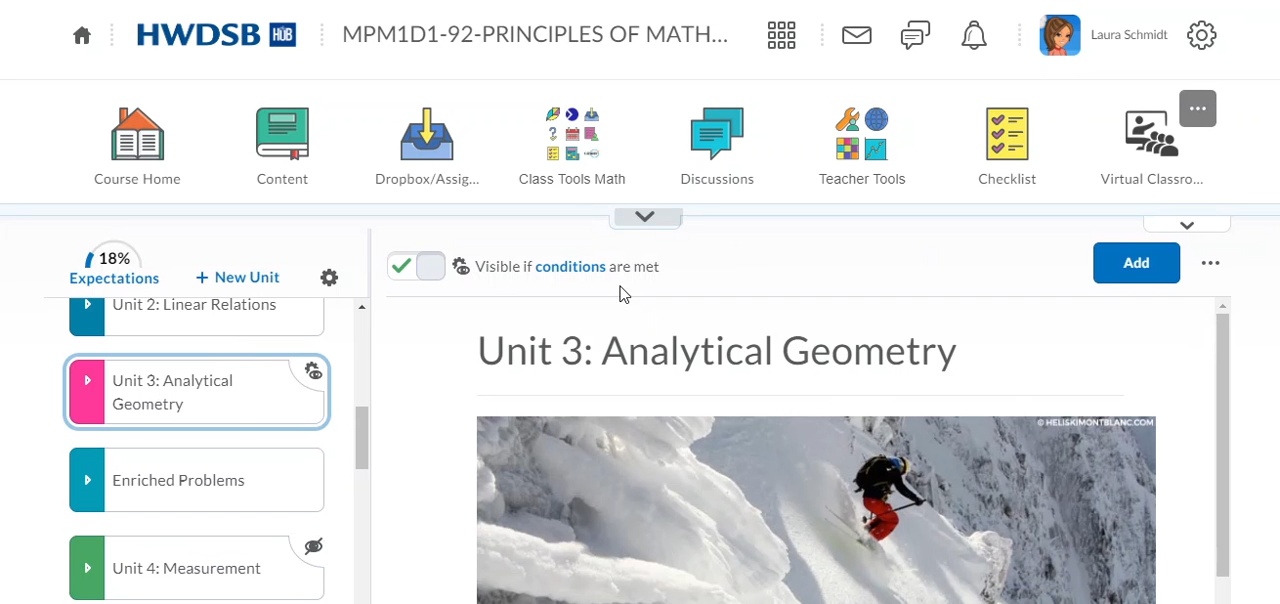 HWDSB HUB
MPM1D1-92-PRINCIPLES OF MATH...
Laura Schmidt
Course Home
Content
Dropbox/Assig...
Class Tools Math
Discussions
Teacher Tools
Checklist
Virtual Classro...
18%
Expectations
+ New Unit
Visible if conditions are met
Add
Unit 2: Linear Relations
Unit 3: Analytical
Geometry
Enriched Problems
Unit 4: Measurement
Unit 3: Analytical Geometry
© HELISKIMONTBLANC.COM